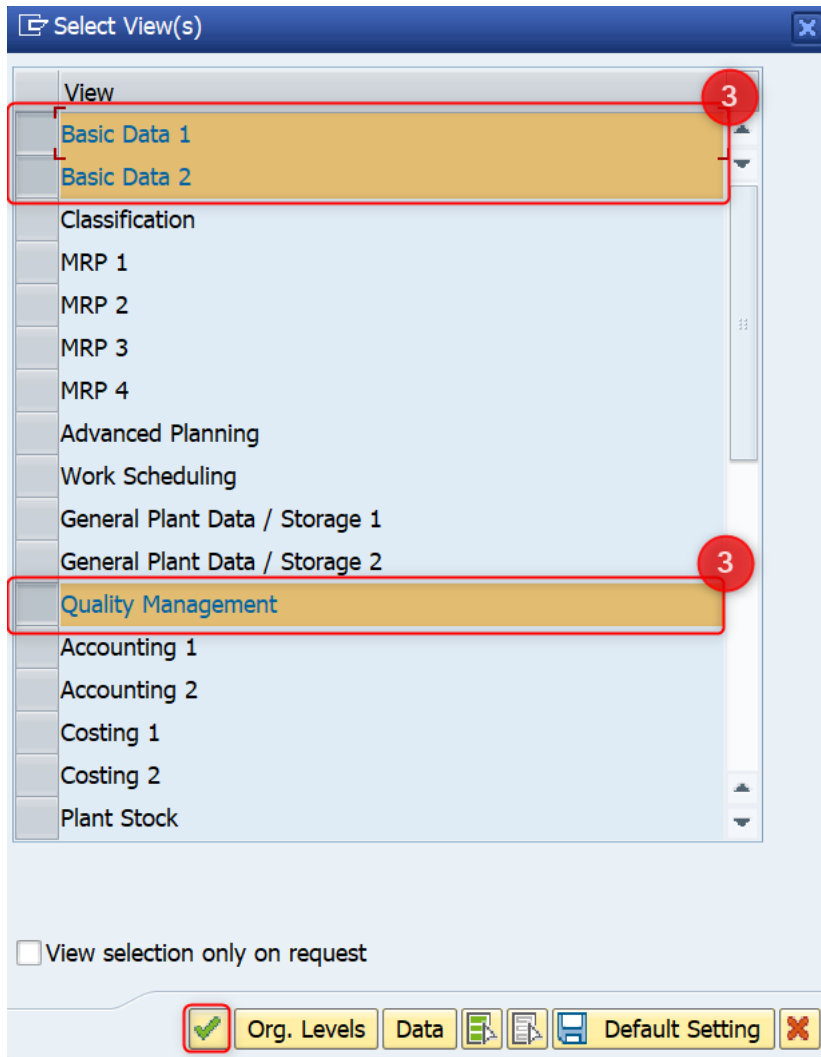 Select View(s)
View
3
Basic Data 1
Basic Data 2
Classification
MRP 1
MRP 2
MRP 3
MRP 4
Advanced Planning
Work Scheduling
General Plant Data / Storage 1
General Plant Data / Storage 2
3
Quality Management
Accounting 1
Accounting 2
Costing 1
Costing 2
Plant Stock
View selection only on request
Org. Levels Data Default Setting